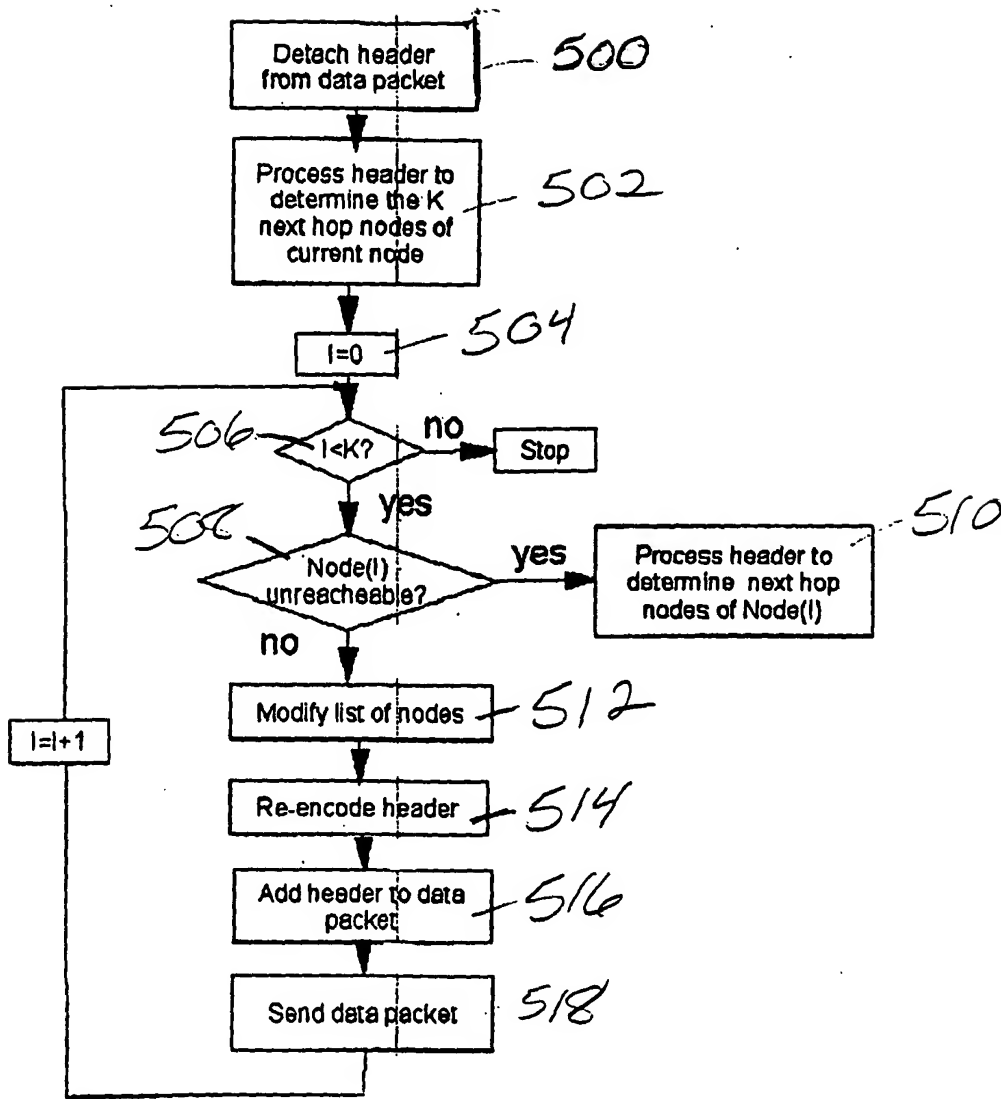 Detach header
from data packet
500
Process header to
determine the K
next hop nodes of
current node
502
I=0
504
506
I<K?
no
Stop
yes
508
Node(I)
unreacheable?
yes
Process header to
determine next hop
nodes of Node(I)
510
no
Modify list of nodes
512
I=I+1
Re-encode header
514
Add header to data
packet
516
Send data packet
518